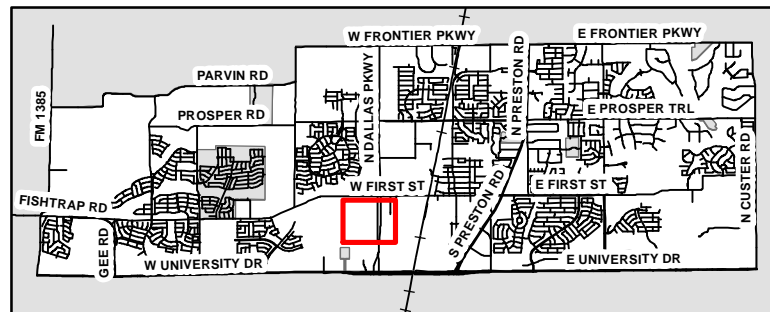 W FRONTIER PKWY
E FRONTIER PKWY
PARVIN RD
N PRESTON RD
FM 1385
PROSPER RD
N DALLAS PKWY
E PROSPER TRL
W FIRST ST
E FIRST ST
N CUSTER RD
FISHTRAP RD
S PRESTON RD
GEE RD
W UNIVERSITY DR
E UNIVERSITY DR